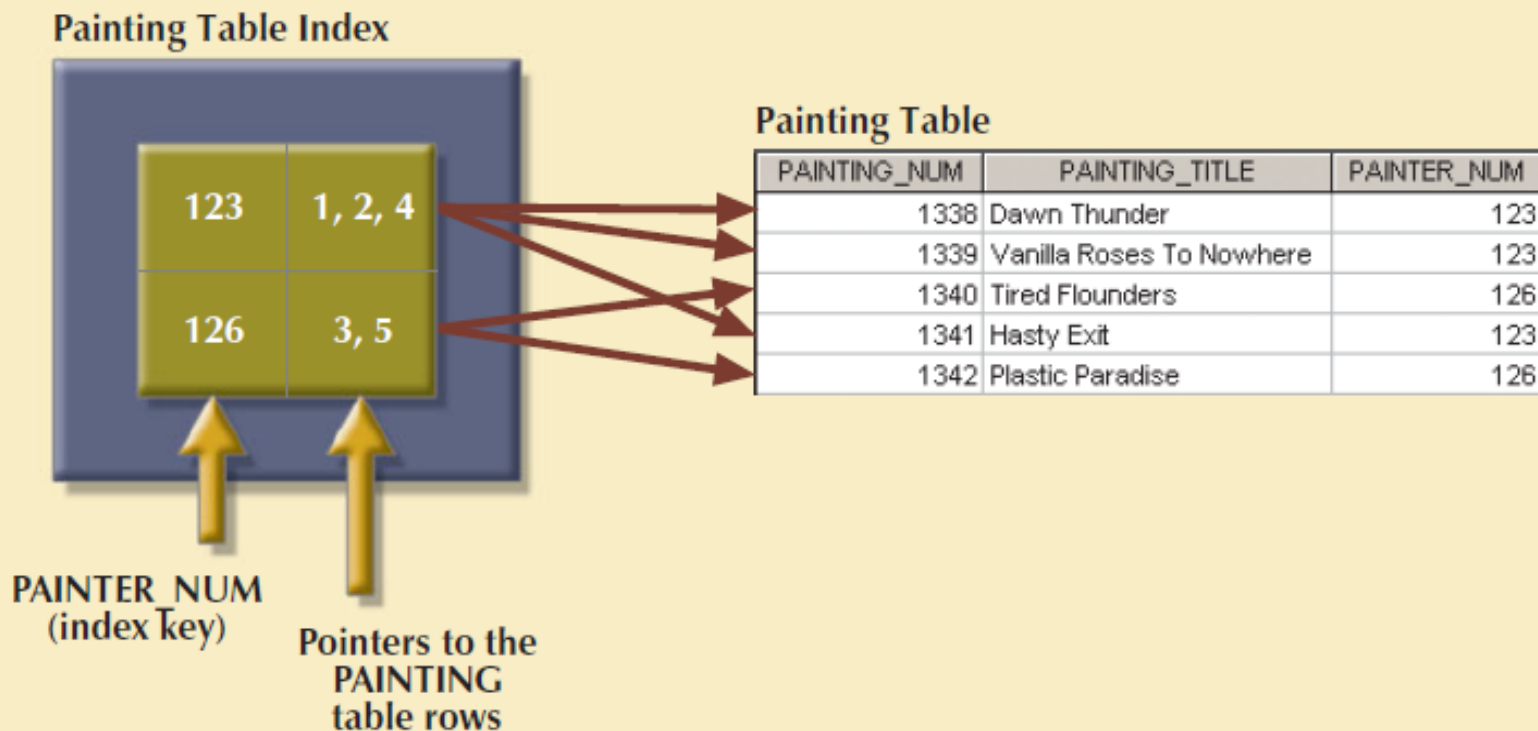 Painting Table Index
123 1, 2, 4
126 3, 5
PAINTER_NUM
(index key)
Pointers to the
PAINTING
table rows
Painting Table
PAINTING_NUM PAINTING_TITLE PAINTER_NUM
1338 Dawn Thunder 123
1339 Vanilla Roses To Nowhere 123
1340 Tired Flounders 126
1341 Hasty Exit 123
1342 Plastic Paradise 126